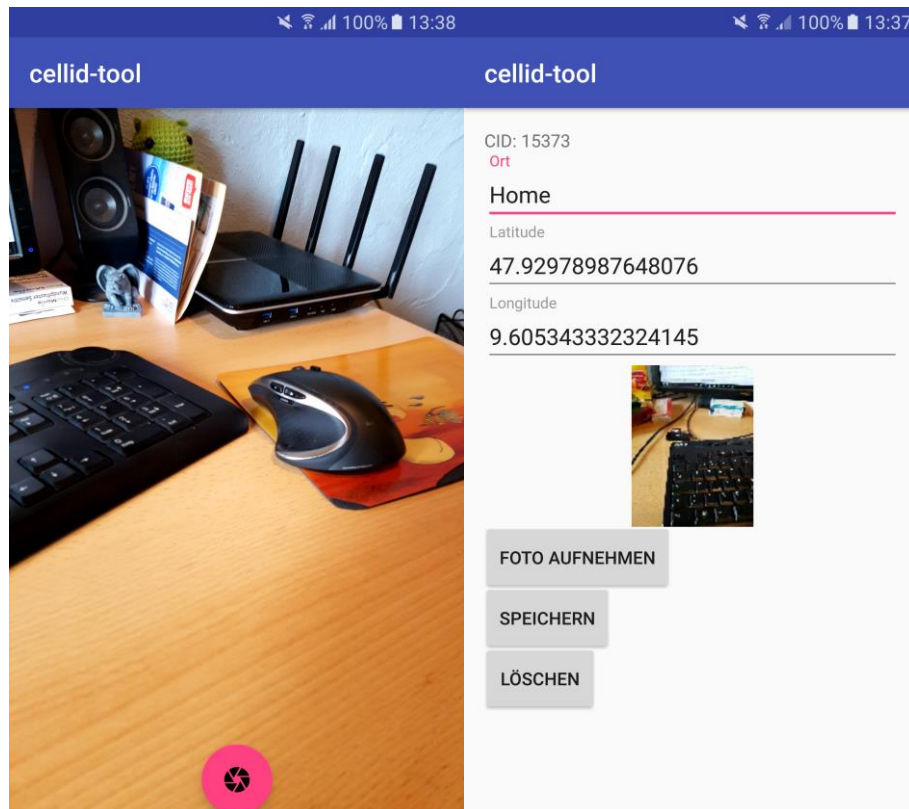 100% 13:38
cellid-tool
100% 13:37
cellid-tool
CID: 15373
Ort
Home
Latitude
47.92978987648076
Longitude
9.605343332324145
FOTO AUFNEHMEN
SPEICHERN
LÖSCHEN